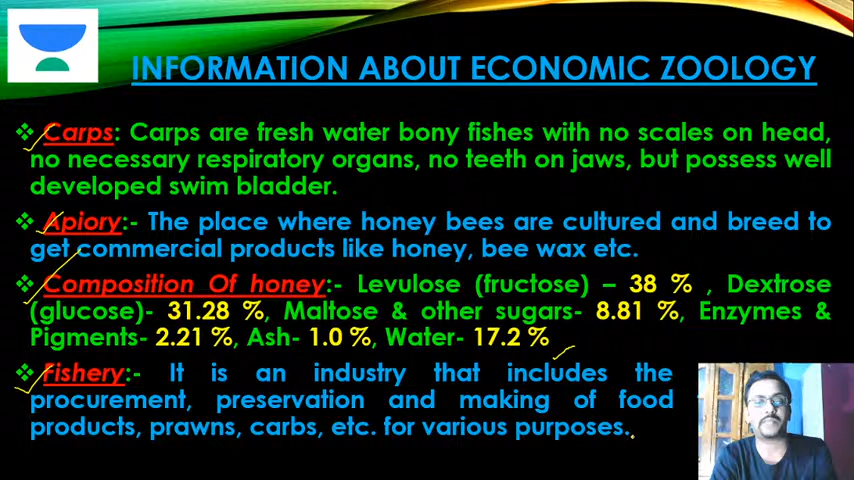 INFORMATION ABOUT ECONOMIC ZOOLOGY
Carps: Carps are fresh water bony fishes with no scales on head,
no necessary respiratory organs, no teeth on jaws, but possess well
developed swim bladder.
Apiory:- The place where honey bees are cultured and breed to
get commercial products like honey, bee wax etc.
Composition Of honey:- Levulose (fructose) – 38 % , Dextrose
(glucose)- 31.28 %, Maltose & other sugars- 8.81 %, Enzymes &
Pigments- 2.21 %, Ash- 1.0 %, Water- 17.2 %
Fishery:- It is an industry that includes the
procurement, preservation and making of food
products, prawns, carbs, etc. for various purposes.